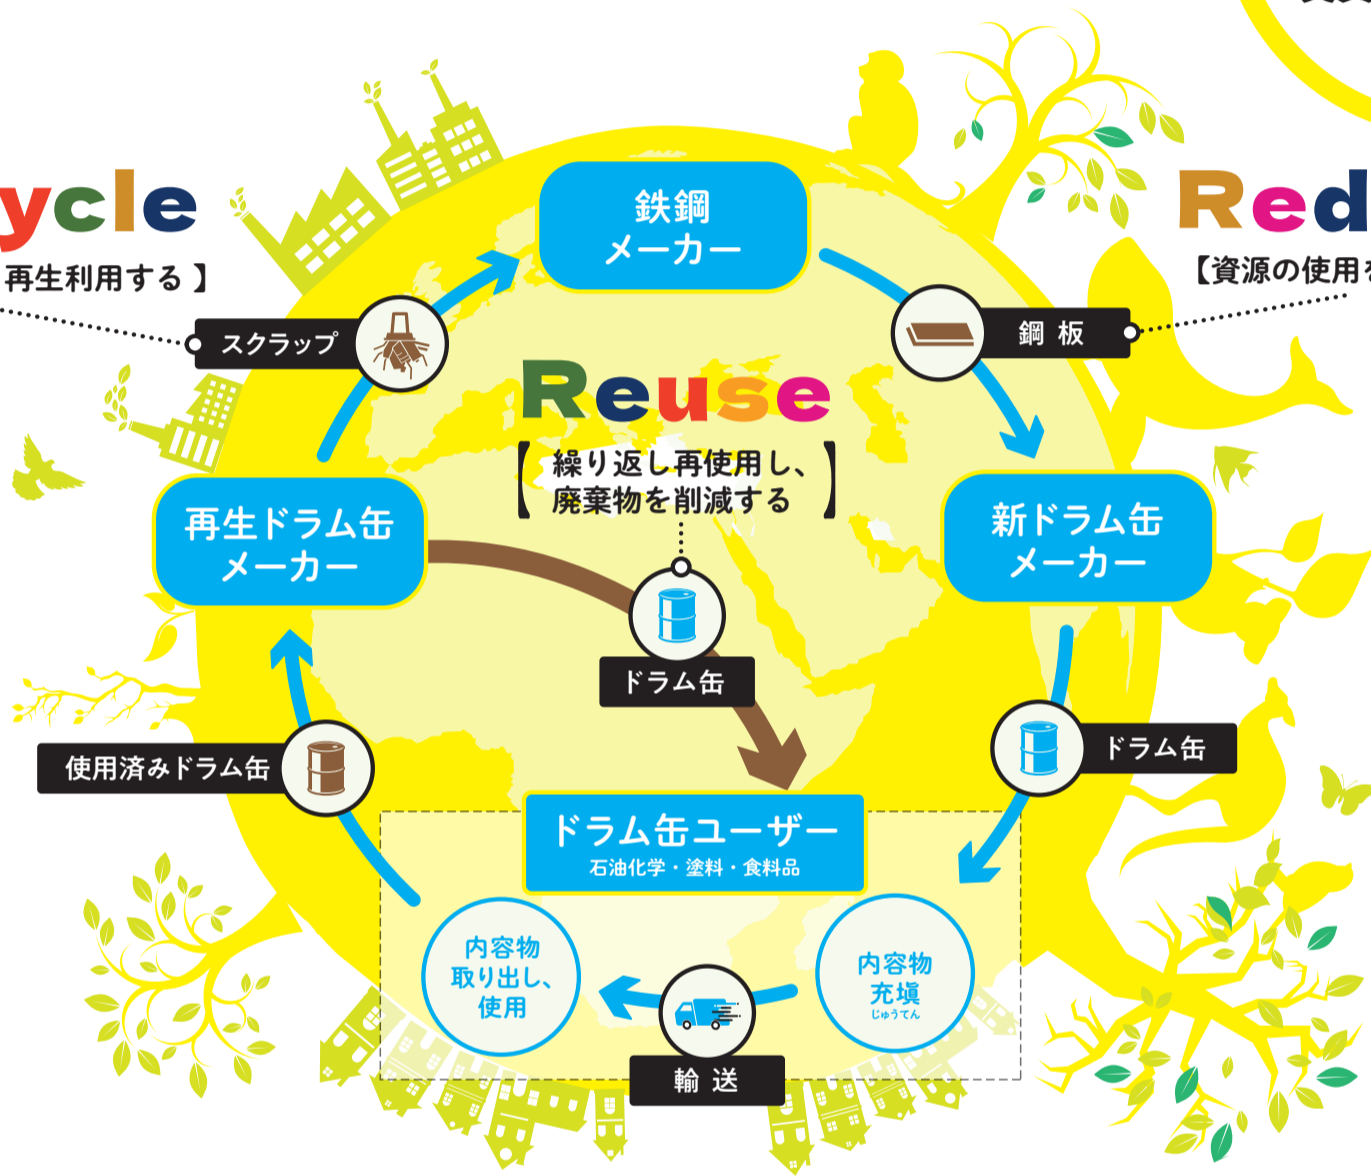 ycle
再生利用する 】
Red
【資源の使用を
鉄鋼
メーカー
スクラップ
鋼 板
Reuse
【 繰り返し再使用し、
廃棄物を削減する 】
再生ドラム缶
メーカー
新ドラム缶
メーカー
ドラム缶
使用済みドラム缶
ドラム缶
ドラム缶ユーザー
石油化学・塗料・食料品
内容物
取り出し、
使用
内容物
充塡
じゅうてん
輸 送